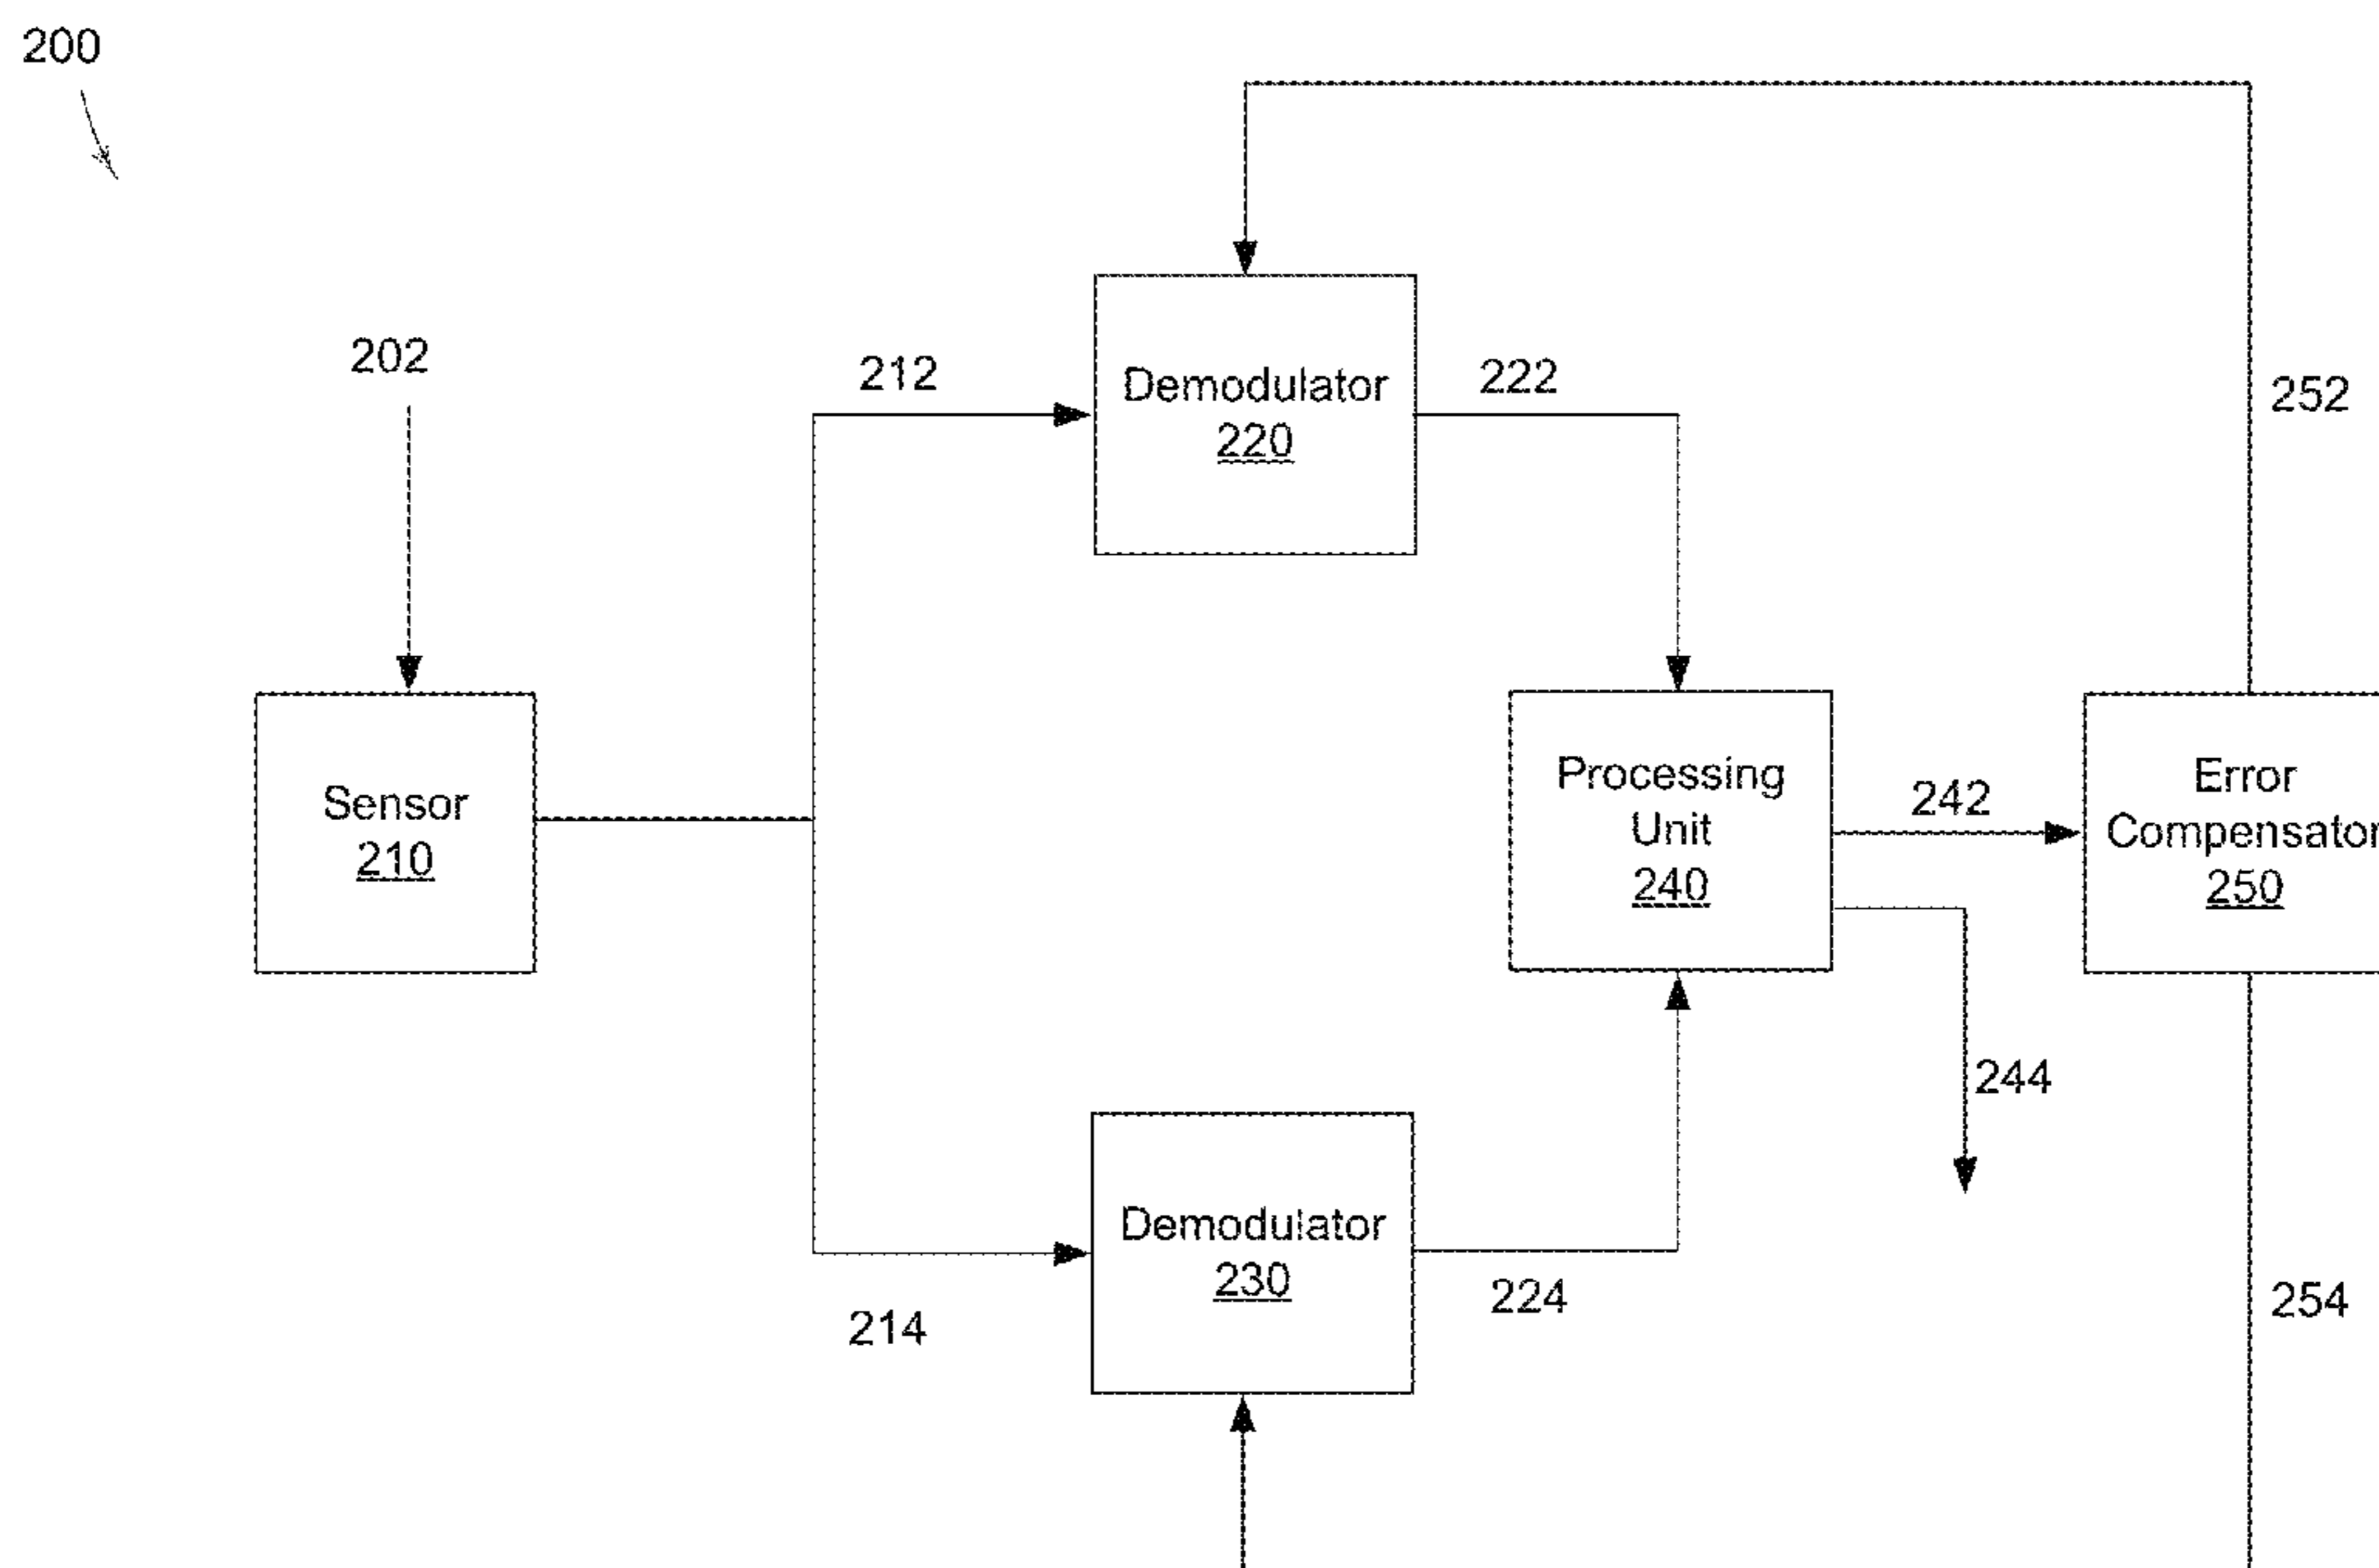 200
202
212
Demodulator
220
222
252
Sensor
210
Processing
Unit
240
242
Error
Compensator
250
244
Demodulator
230
214
224
254